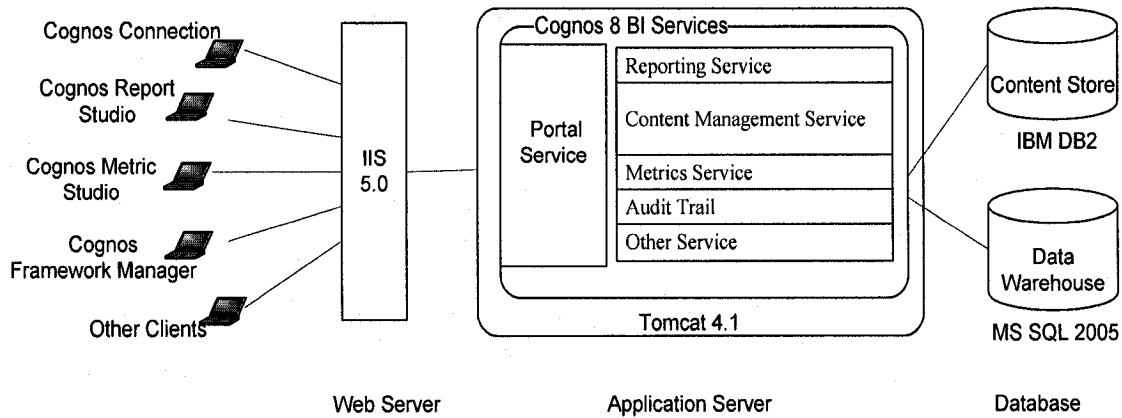 Cognos Connection
Cognos Report
Studio
Cognos Metric
Studio
Cognos
Framework Manager
Other Clients
IIS
5.0
Cognos 8 BI Services
Portal
Service
Reporting Service
Content Management Service
Metrics Service
Audit Trail
Other Service
Tomcat 4.1
Content Store
IBM DB2
Data
Warehouse
MS SQL 2005
Web Server
Application Server
Database